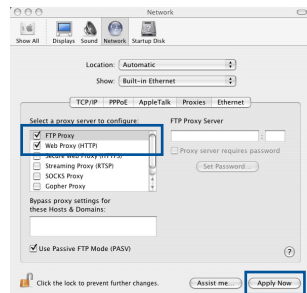 Network
Show All Displays Sound Network Startup Disk
Location: Automatic
Show: Built-in Ethernet
TCP/IP PPPoE AppleTalk Proxies Ethernet
Select a proxy server to configure:
FTP Proxy Server
FTP Proxy
Web Proxy (HTTP)
:
Secure Web Proxy (HTTPS)
Proxy server requires password
Streaming Proxy (RTSP)
Set Password...
SOCKS Proxy
Gopher Proxy
Bypass proxy settings for
these Hosts & Domains:
Use Passive FTP Mode (PASV)
?
Click the lock to prevent further changes.
Assist me...
Apply Now